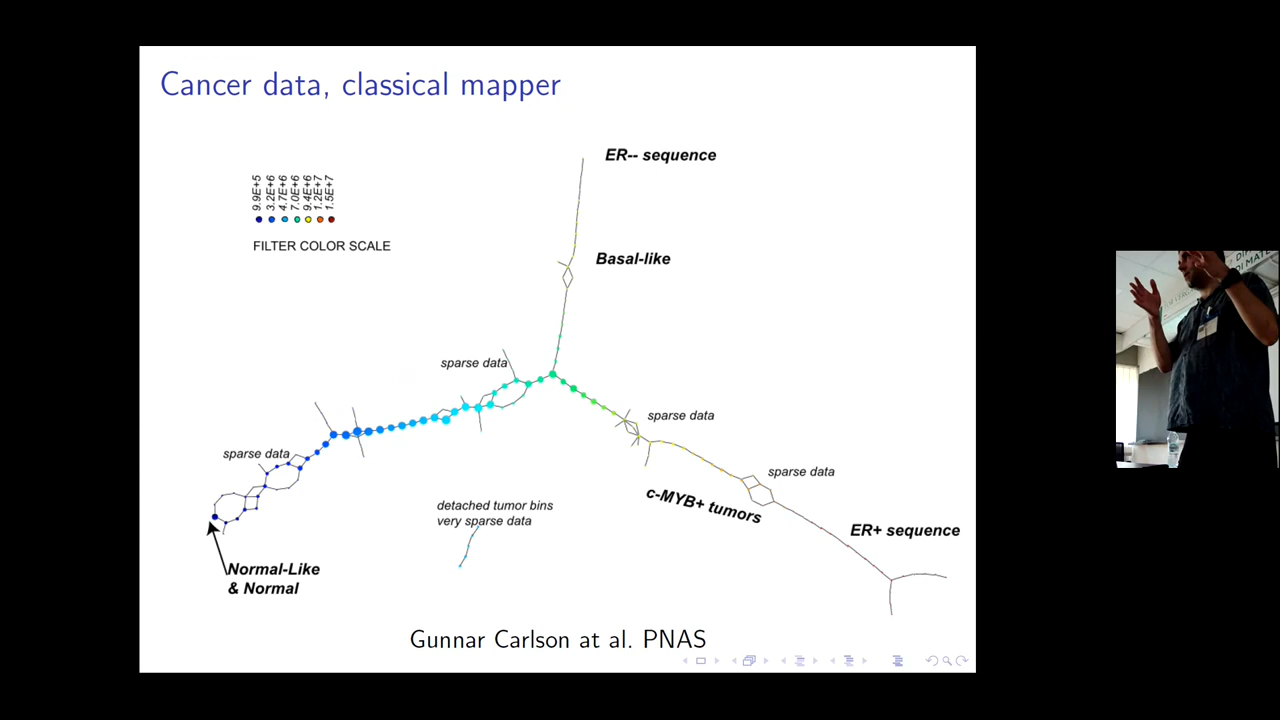 Cancer data, classical mapper
ER-- sequence
9.9E+5
3.2E+6
4.7E+6
7.0E+6
9.4E+6
1.2E+7
1.5E+7
FILTER COLOR SCALE
Basal-like
sparse data
sparse data
sparse data
sparse data
c-MYB+ tumors
detached tumor bins
very sparse data
ER+ sequence
Normal-Like
& Normal
Gunnar Carlson at al. PNAS
DI MATE